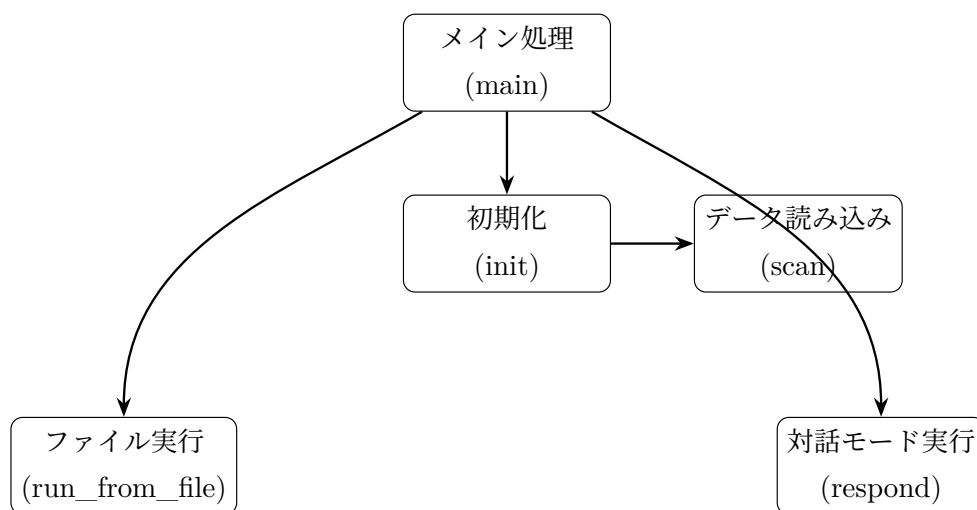 メイン処理
(main)
初期化
(init)
データ読み込み
(scan)
ファイル実行
(run_from_file)
対話モード実行
(respond)